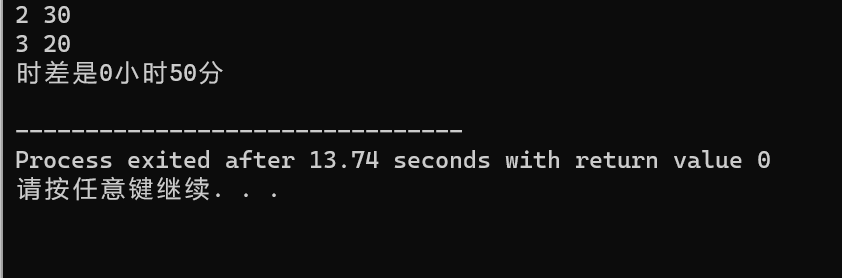 2 30
3 20
时差是0小时50分
--------------------------------
Process exited after 13.74 seconds with return value 0
请按任意键继续. . .